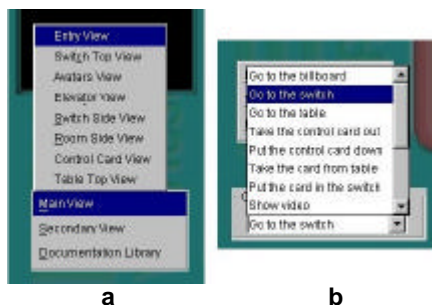 Entry View
Switch Top View
Avatars View
Elevator View
Switch Side View
Room Side View
Control Card View
Table Top View
Main View
Secondary View
Documentation Library
a
Go to the billboard
Go to the switch
Go to the table
Take the control card out
Put the control card down
Take the card from table
Put the card in the switch
Show video
Go to the switch
b